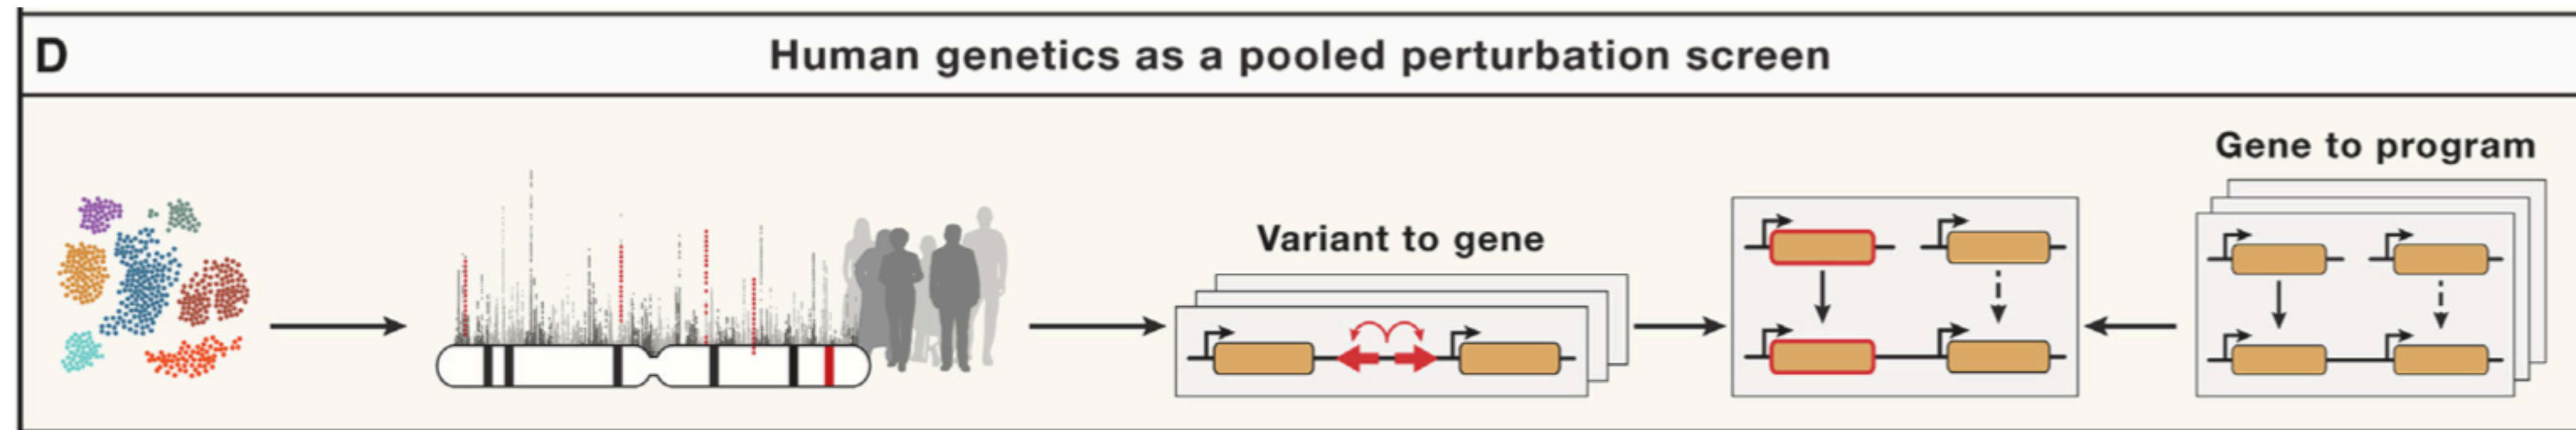 D
Human genetics as a pooled perturbation screen
Gene to program
Variant to gene